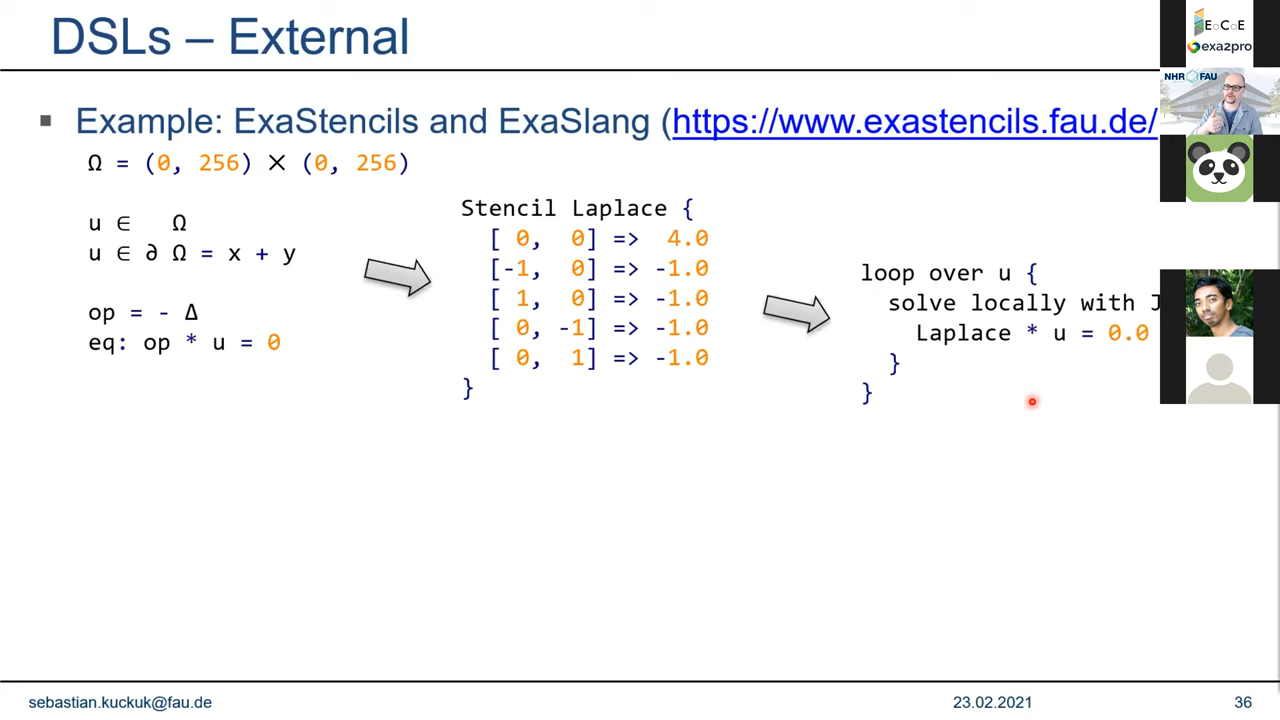 DSLs – External
▪ Example: ExaStencils and ExaSlang (https://www.exastencils.fau.de/
Ω = (0, 256) × (0, 256)
u ∈ Ω
u ∈ ∂ Ω = x + y
op = - Δ
eq: op * u = 0
Stencil Laplace {
[ 0, 0] => 4.0
[-1, 0] => -1.0
[ 1, 0] => -1.0
[ 0, -1] => -1.0
[ 0, 1] => -1.0
}
loop over u {
solve locally with J
Laplace * u = 0.0
}
}
EoCoE
exa2pro
NHR FAU
sebastian.kuckuk@fau.de
23.02.2021
36